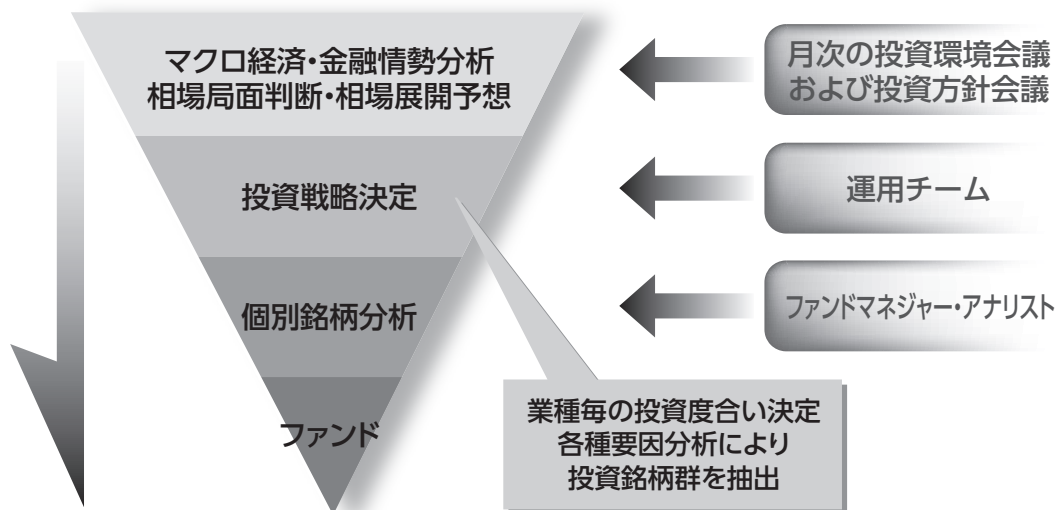 マクロ経済・金融情勢分析
相場局面判断・相場展開予想
月次の投資環境会議
および投資方針会議
投資戦略決定
運用チーム
個別銘柄分析
ファンドマネジャー・アナリスト
ファンド
業種毎の投資度合い決定
各種要因分析により
投資銘柄群を抽出